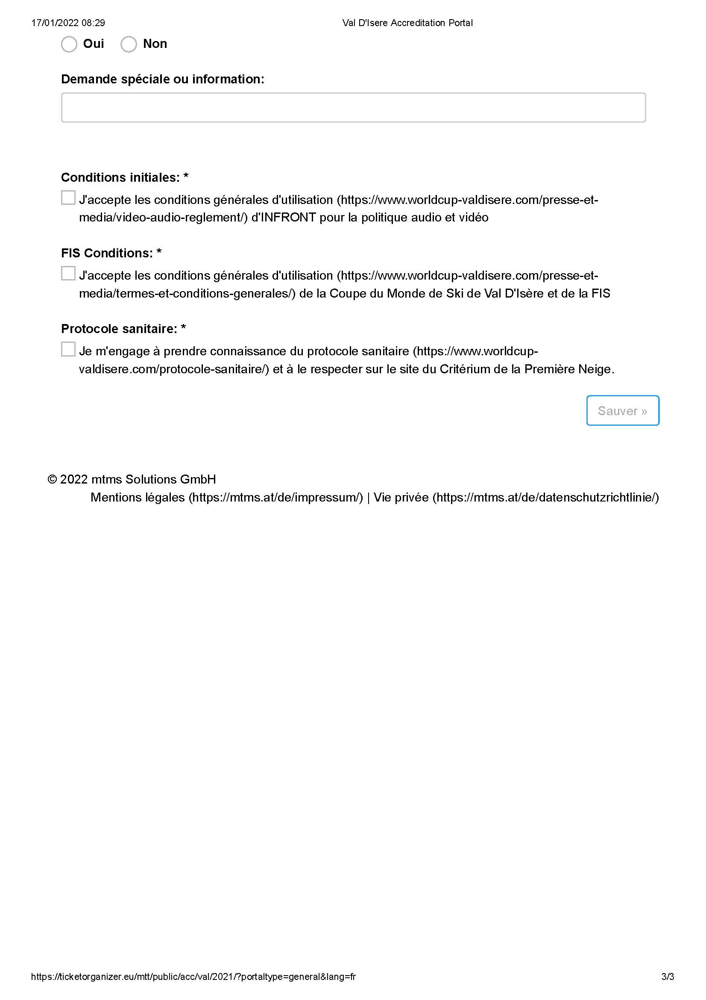 17/01/2022 08:29 Val D'Isere Accreditation Portal
Oui Non
Demande spéciale ou information:
Conditions initiales: *
J'accepte les conditions générales d'utilisation (https://www.worldcup-valdisere.com/presse-et-
media/video-audio-reglement/) d'INFRONT pour la politique audio et vidéo
FIS Conditions: *
J'accepte les conditions générales d'utilisation (https://www.worldcup-valdisere.com/presse-et-
media/termes-et-conditions-generales/) de la Coupe du Monde de Ski de Val D'Isère et de la FIS
Protocole sanitaire: *
Je m'engage à prendre connaissance du protocole sanitaire (https://www.worldcup-
valdisere.com/protocole-sanitaire/) et à le respecter sur le site du Critérium de la Première Neige.
Sauver »
© 2022 mtms Solutions GmbH
Mentions légales (https://mtms.at/de/impressum/) | Vie privée (https://mtms.at/de/datenschutzrichtlinie/)
https://ticketorganizer.eu/mtt/public/acc/val/2021/?portaltype=general&lang=fr 3/3